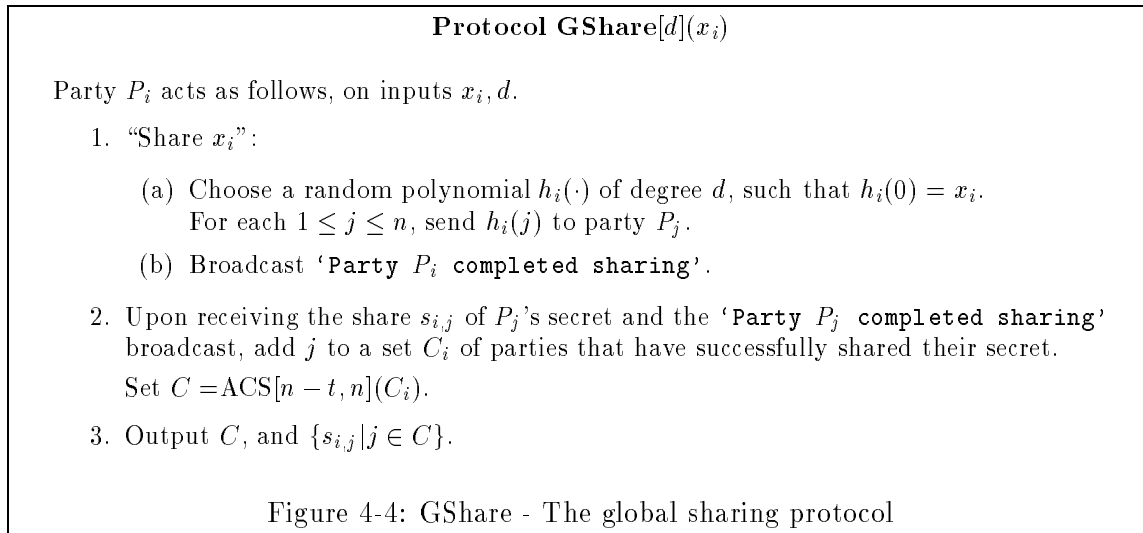 Protocol GShare[d](x_i)
Party P_i acts as follows, on inputs x_i, d.
1. “Share x_i”:
(a) Choose a random polynomial h_i(·) of degree d, such that h_i(0) = x_i.
For each 1 ≤ j ≤ n, send h_i(j) to party P_j.
(b) Broadcast ‘Party P_i completed sharing’.
2. Upon receiving the share s_{i,j} of P_j’s secret and the ‘Party P_j completed sharing’
broadcast, add j to a set C_i of parties that have successfully shared their secret.
Set C =ACS[n − t, n](C_i).
3. Output C, and {s_{i,j}|j ∈ C}.
Figure 4-4: GShare - The global sharing protocol